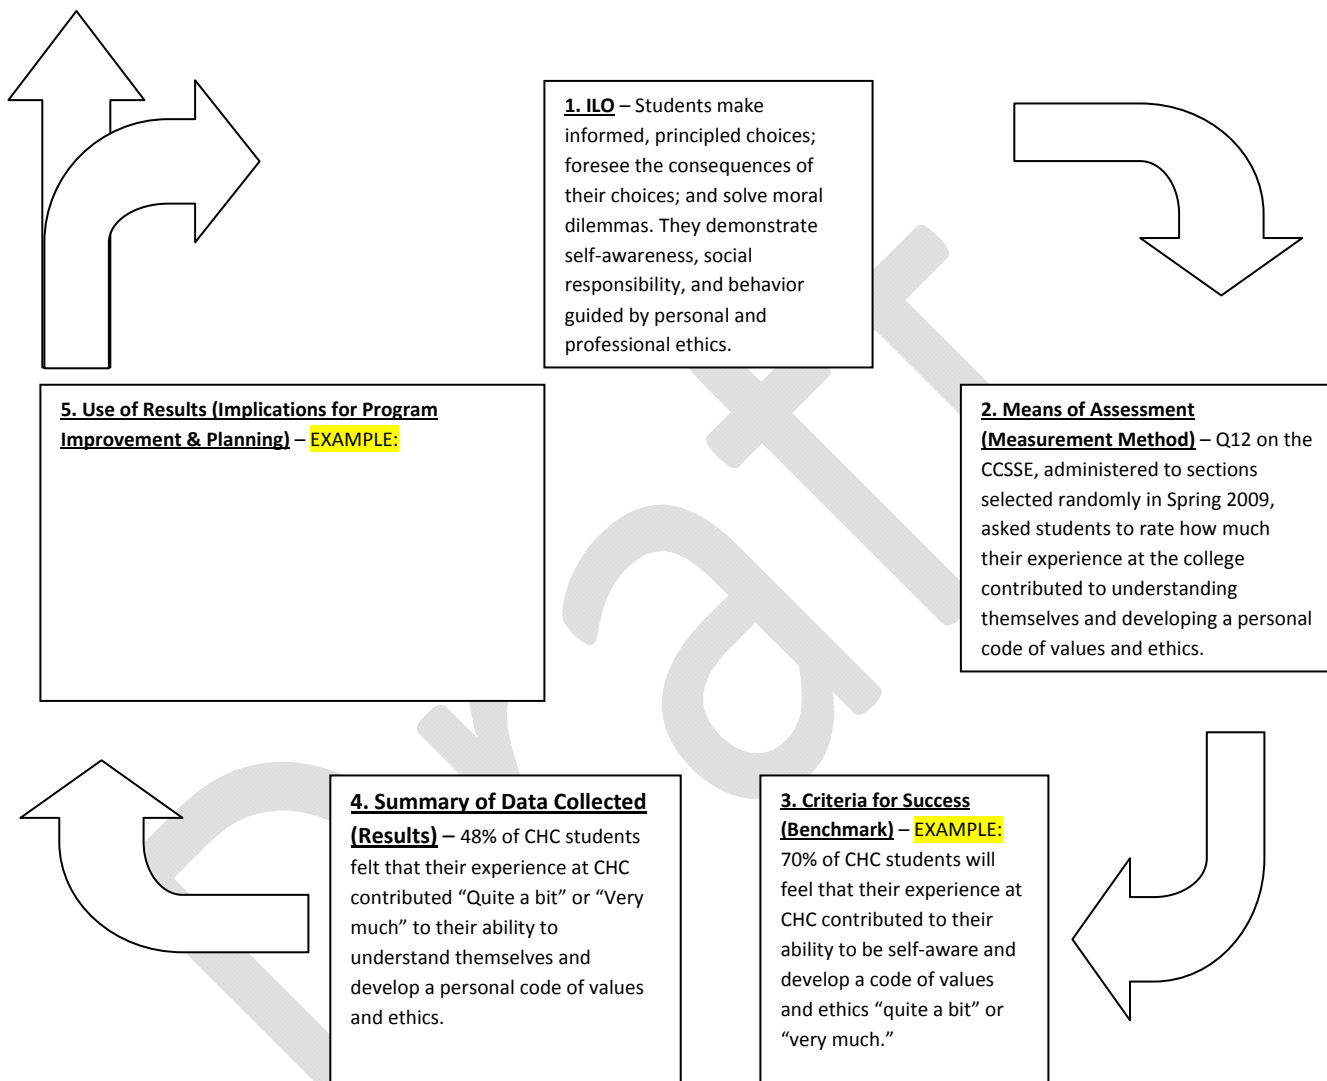 1. ILO – Students make
informed, principled choices;
foresee the consequences of
their choices; and solve moral
dilemmas. They demonstrate
self-awareness, social
responsibility, and behavior
guided by personal and
professional ethics.
2. Means of Assessment
(Measurement Method) – Q12 on the
CCSSE, administered to sections
selected randomly in Spring 2009,
asked students to rate how much
their experience at the college
contributed to understanding
themselves and developing a personal
code of values and ethics.
3. Criteria for Success
(Benchmark) – EXAMPLE:
70% of CHC students will
feel that their experience at
CHC contributed to their
ability to be self-aware and
develop a code of values
and ethics “quite a bit” or
“very much.”
4. Summary of Data Collected
(Results) – 48% of CHC students
felt that their experience at CHC
contributed “Quite a bit” or “Very
much” to their ability to
understand themselves and
develop a personal code of values
and ethics.
5. Use of Results (Implications for Program
Improvement & Planning) – EXAMPLE:
Draft